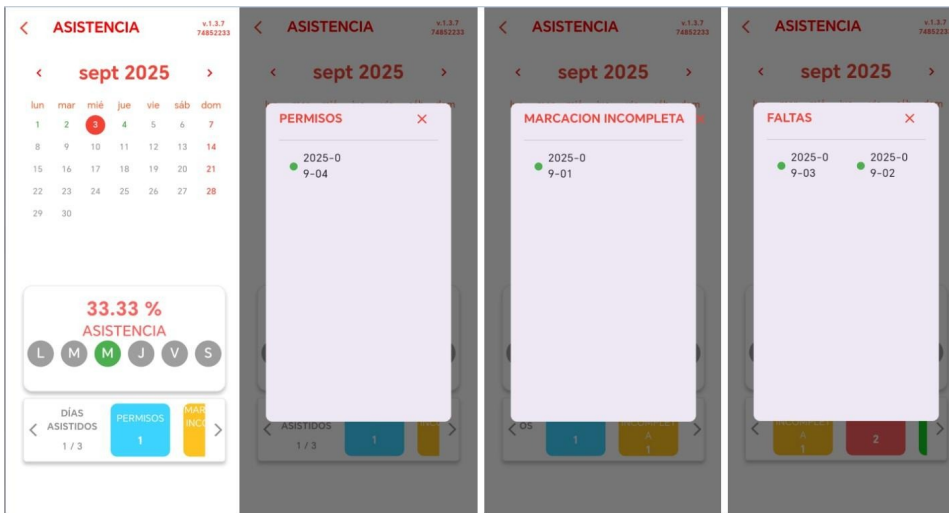 ASISTENCIA
v.1.3.7
74852233
sept 2025
lun mar mié jue vie sáb dom
1 2 3 4 5 6 7
8 9 10 11 12 13 14
15 16 17 18 19 20 21
22 23 24 25 26 27 28
29 30
33.33 %
ASISTENCIA
L M M J V S
DÍAS
ASISTIDOS
1 / 3
PERMISOS
1
MAR
INCO
ASISTENCIA
v.1.3.7
74852233
sept 2025
PERMISOS
2025-0
9-04
ASISTIDOS
1 / 3
1
ASISTENCIA
v.1.3.7
74852233
sept 2025
MARCACION INCOMPLETA
2025-0
9-01
OS
1
INCOMPLET
A
1
ASISTENCIA
v.1.3.7
74852233
sept 2025
FALTAS
2025-0
9-03
2025-0
9-02
INCOMPLET
A
1
2